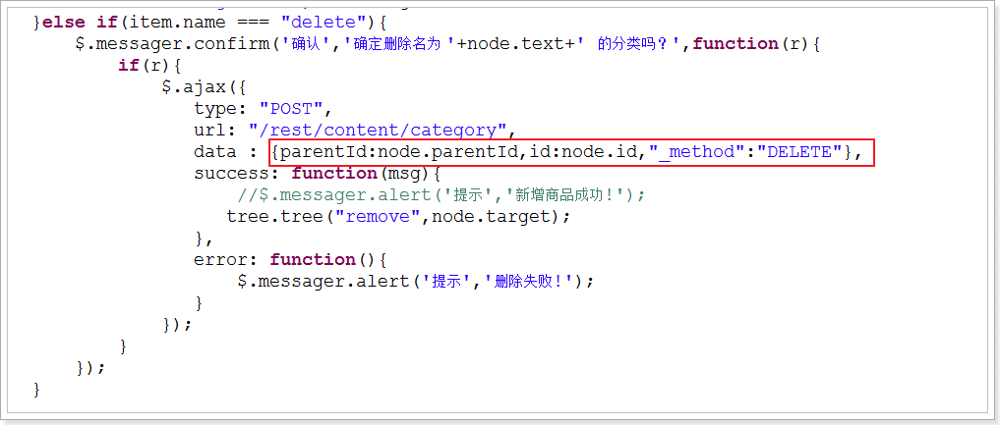 }else if(item.name === "delete"){
$.messager.confirm('确认','确定删除名为 '+node.text+' 的分类吗？',function(r){
if(r){
$.ajax({
type: "POST",
url: "/rest/content/category",
data : {parentId:node.parentId,id:node.id,"_method":"DELETE"},
success: function(msg){
//$.messager.alert('提示','新增商品成功!');
tree.tree("remove",node.target);
},
error: function(){
$.messager.alert('提示','删除失败!');
}
});
}
});
}